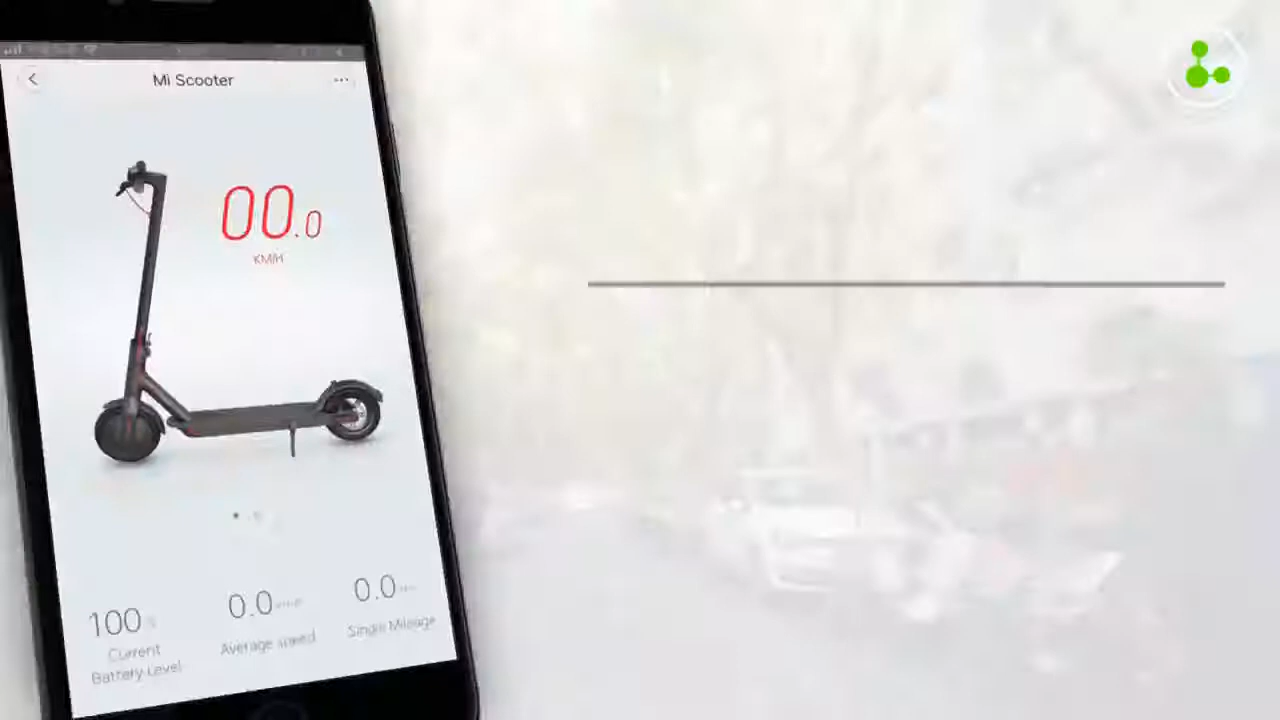 Mi Scooter
00.0
KM/H
100
Current
Battery Level
0.0
Average speed
0.0
Single Mileage